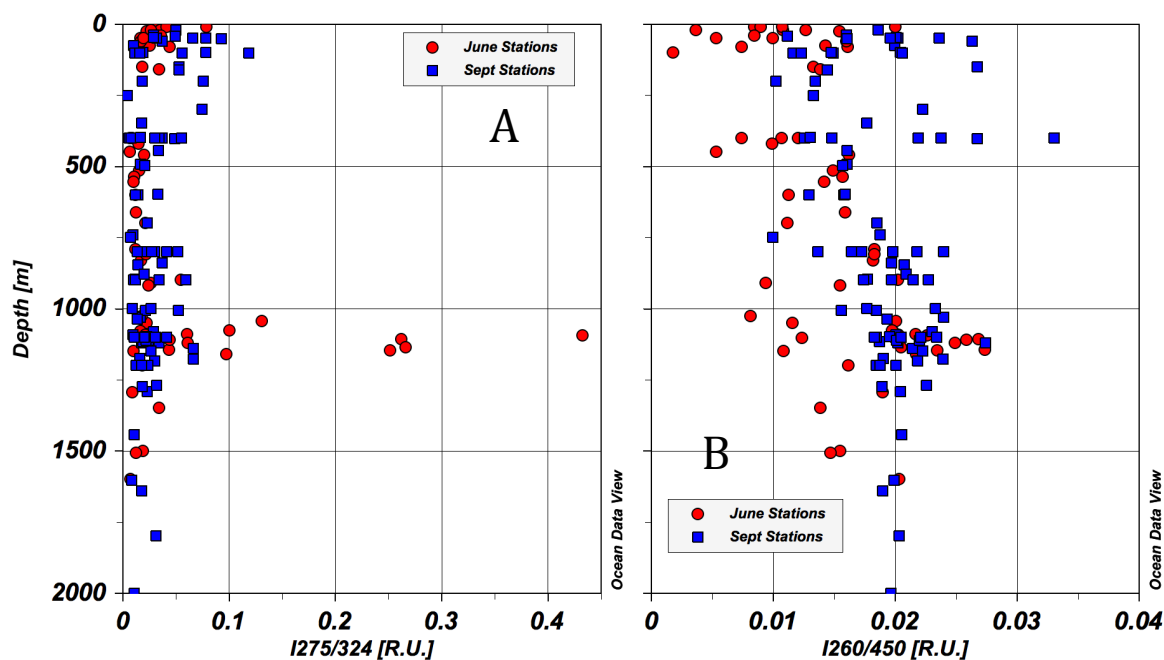 0
500
1000
1500
2000
Depth [m]
June Stations
Sept Stations
A
Ocean Data View
0
0.1
0.2
0.3
0.4
I275/324 [R.U.]
B
June Stations
Sept Stations
Ocean Data View
0
0.01
0.02
0.03
0.04
I260/450 [R.U.]